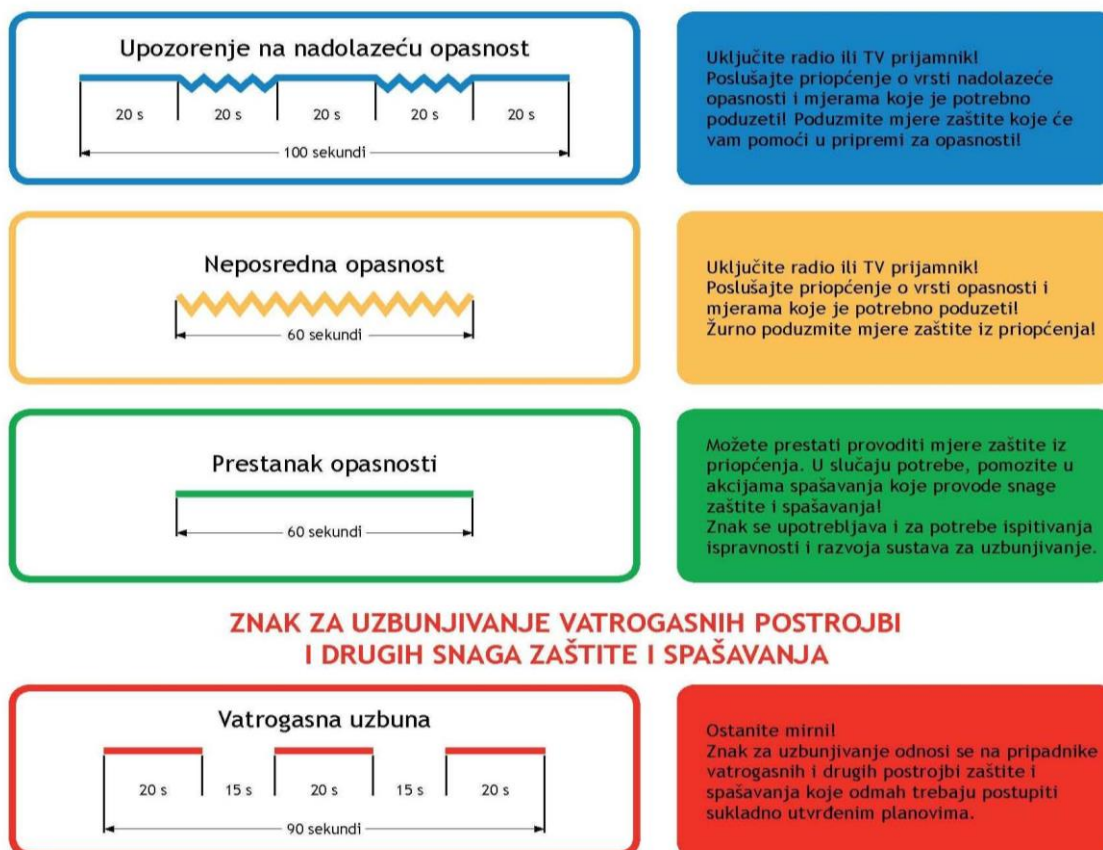 Upozorenje na nadolazeću opasnost
20 s 20 s 20 s 20 s 20 s
100 sekundi
Uključite radio ili TV prijamnik!
Poslušajte priopćenje o vrsti nadolazeće
opasnosti i mjerama koje je potrebno
poduzeti! Poduzmite mjere zaštite koje će
vam pomoći u pripremi za opasnosti!
Neposredna opasnost
60 sekundi
Uključite radio ili TV prijamnik!
Poslušajte priopćenje o vrsti opasnosti i
mjerama koje je potrebno poduzeti!
Žurno poduzmite mjere zaštite iz priopćenja!
Prestanak opasnosti
60 sekundi
Možete prestati provoditi mjere zaštite iz
priopćenja. U slučaju potrebe, pomozite u
akcijama spašavanja koje provode snage
zaštite i spašavanja!
Znak se upotrebljava i za potrebe ispitivanja
ispravnosti i razvoja sustava za uzbunjivanje.
ZNAK ZA UZBUNJIVANJE VATROGASNIH POSTROJBI
I DRUGIH SNAGA ZAŠTITE I SPAŠAVANJA
Vatrogasna uzbuna
20 s 15 s 20 s 15 s 20 s
90 sekundi
Ostanite mirni!
Znak za uzbunjivanje odnosi se na pripadnike
vatrogasnih i drugih postrojbi zaštite i
spašavanja koje odmah trebaju postupiti
sukladno utvrđenim planovima.